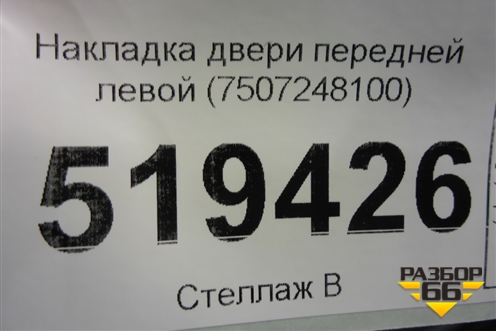 Накладка двери передней
левой (7507248100)
519426
Стеллаж В
РАЗБОР
66